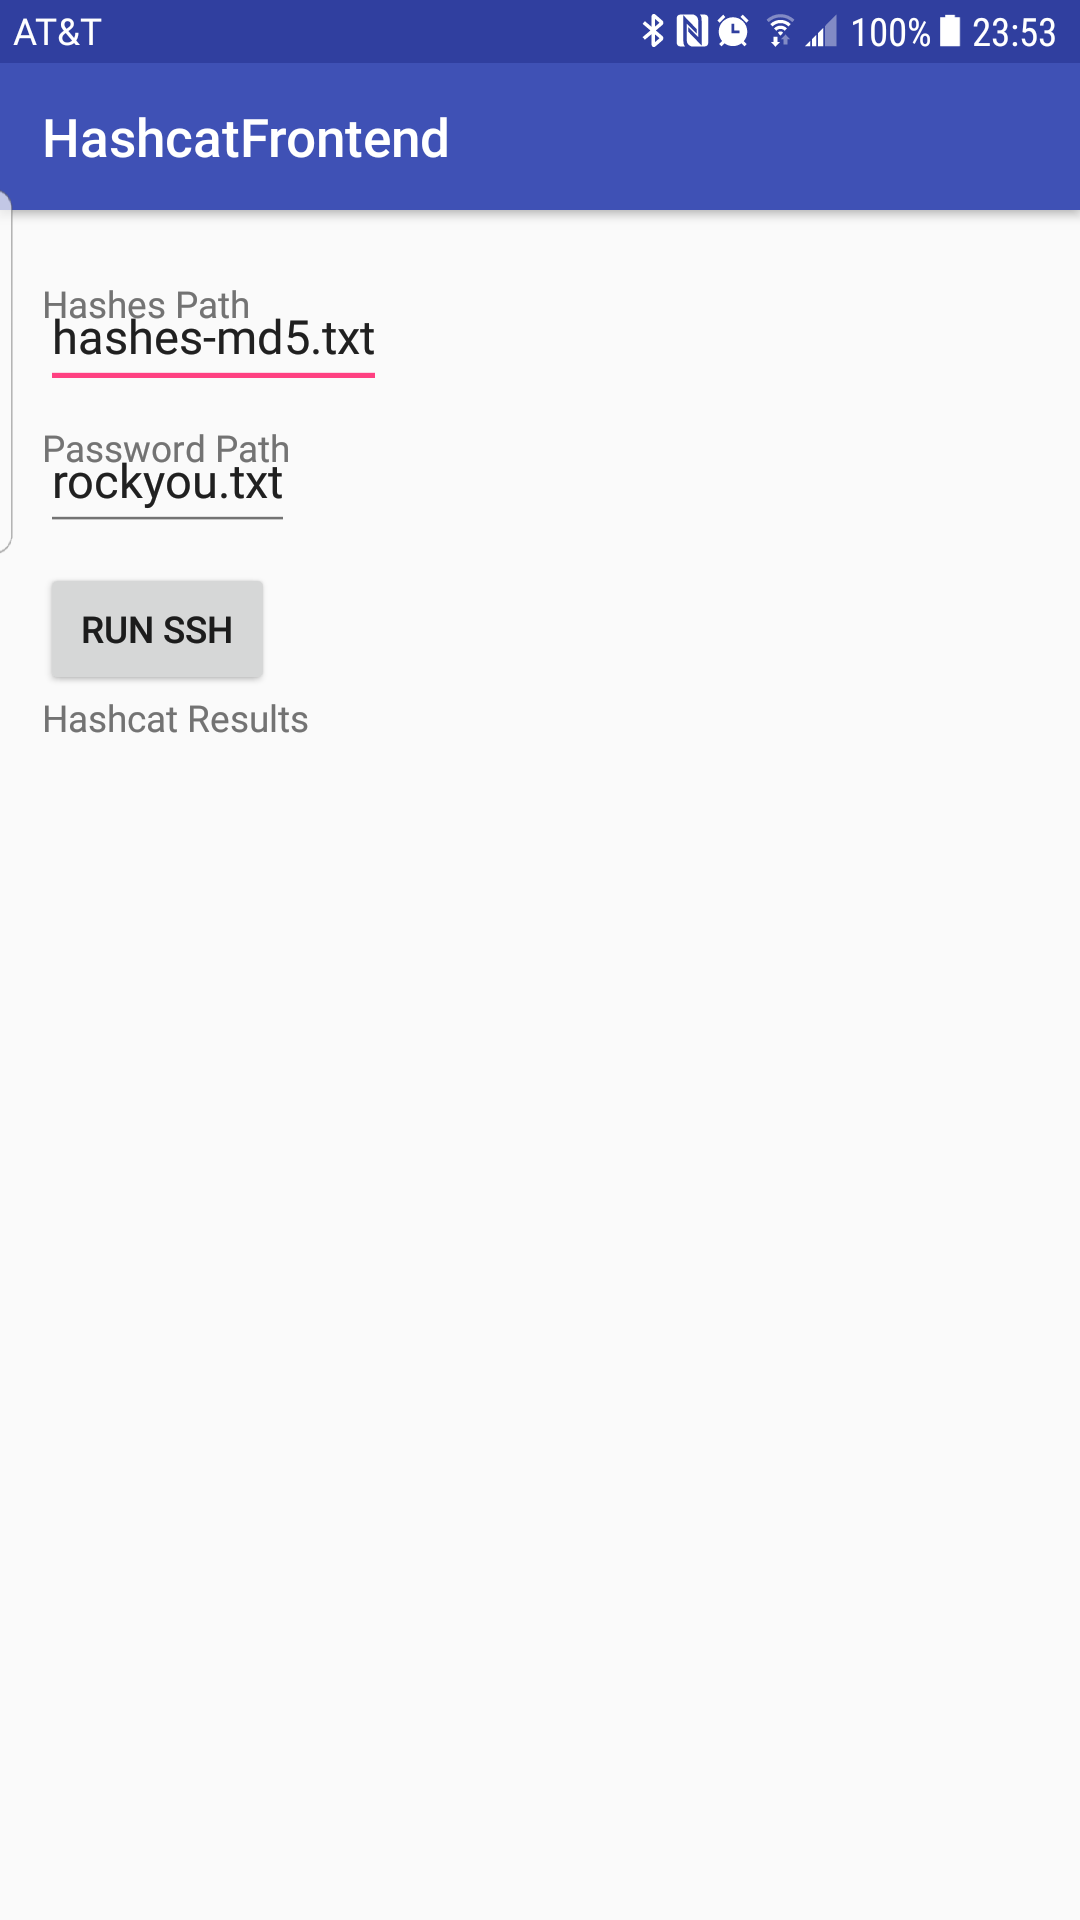 AT&T 100% 23:53
HashcatFrontend
Hashes Path
hashes-md5.txt
Password Path
rockyou.txt
RUN SSH
Hashcat Results